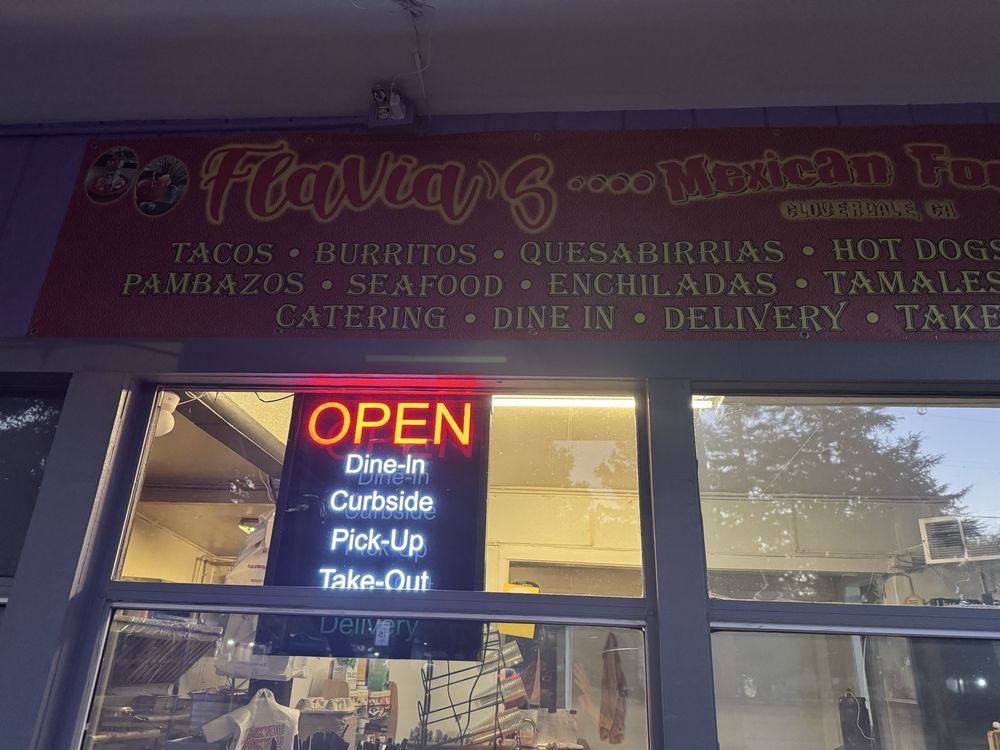 Flavia's .... Mexican Foo
CLOVERDALE, CA
TACOS • BURRITOS • QUESABIRRIAS • HOT DOGS
PAMBAZOS • SEAFOOD • ENCHILADAS • TAMALES
CATERING • DINE IN • DELIVERY • TAKE
OPEN
Dine-In
Curbside
Pick-Up
Take-Out
Delivery